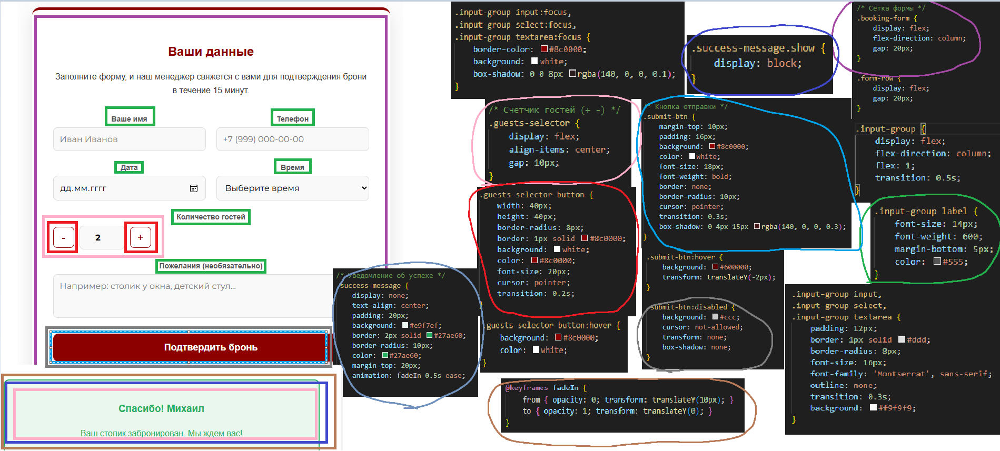 Ваши данные
Заполните форму, и наш менеджер свяжется с вами для подтверждения брони
в течение 15 минут.
Ваше имя
Телефон
Иван Иванов
+7 (999) 000-00-00
Дата
Время
дд.мм.гггг
Выберите время
Количество гостей
-
2
+
Пожелания (необязательно)
Например: столик у окна, детский стул...
Подтвердить бронь
Спасибо! Михаил
Ваш столик забронирован. Мы ждем вас!
/* Уведомление об успехе */
success-message {
display: none;
text-align: center;
padding: 20px;
background: #e9f7ef;
border: 2px solid #27ae60;
border-radius: 10px;
color: #27ae60;
margin-top: 20px;
animation: fadeIn 0.5s ease;
.input-group input:focus,
.input-group select:focus,
.input-group textarea:focus {
border-color: #8c0000;
background: white;
box-shadow: 0 0 8px rgba(140, 0, 0, 0.1);
}
/* Счетчик гостей (+ -) */
.guests-selector {
display: flex;
align-items: center;
gap: 10px;
}
.guests-selector button {
width: 40px;
height: 40px;
border-radius: 8px;
border: 1px solid #8c0000;
background: white;
color: #8c0000;
font-size: 20px;
cursor: pointer;
transition: 0.2s;
}
guests-selector button:hover {
background: #8c0000;
color: white;
}
@keyframes fadeIn {
from { opacity: 0; transform: translateY(10px); }
to { opacity: 1; transform: translateY(0); }
}
.success-message.show {
display: block;
}
/* Кнопка отправки */
.submit-btn {
margin-top: 10px;
padding: 16px;
background: #8c0000;
color: white;
font-size: 18px;
font-weight: bold;
border: none;
border-radius: 10px;
cursor: pointer;
transition: 0.3s;
box-shadow: 0 4px 15px rgba(140, 0, 0, 0.3);
}
.submit-btn:hover {
background: #600000;
transform: translateY(-2px);
}
submit-btn:disabled {
background: #ccc;
cursor: not-allowed;
transform: none;
box-shadow: none;
}
/* Сетка формы */
.booking-form {
display: flex;
flex-direction: column;
gap: 20px;
}
.form-row {
display: flex;
gap: 20px;
}
.input-group {
display: flex;
flex-direction: column;
flex: 1;
transition: 0.5s;
}
.input-group label {
font-size: 14px;
font-weight: 600;
margin-bottom: 5px;
color: #555;
}
.input-group input,
.input-group select,
.input-group textarea {
padding: 12px;
border: 1px solid #ddd;
border-radius: 8px;
font-size: 16px;
font-family: 'Montserrat', sans-serif;
outline: none;
transition: 0.3s;
background: #f9f9f9;
}